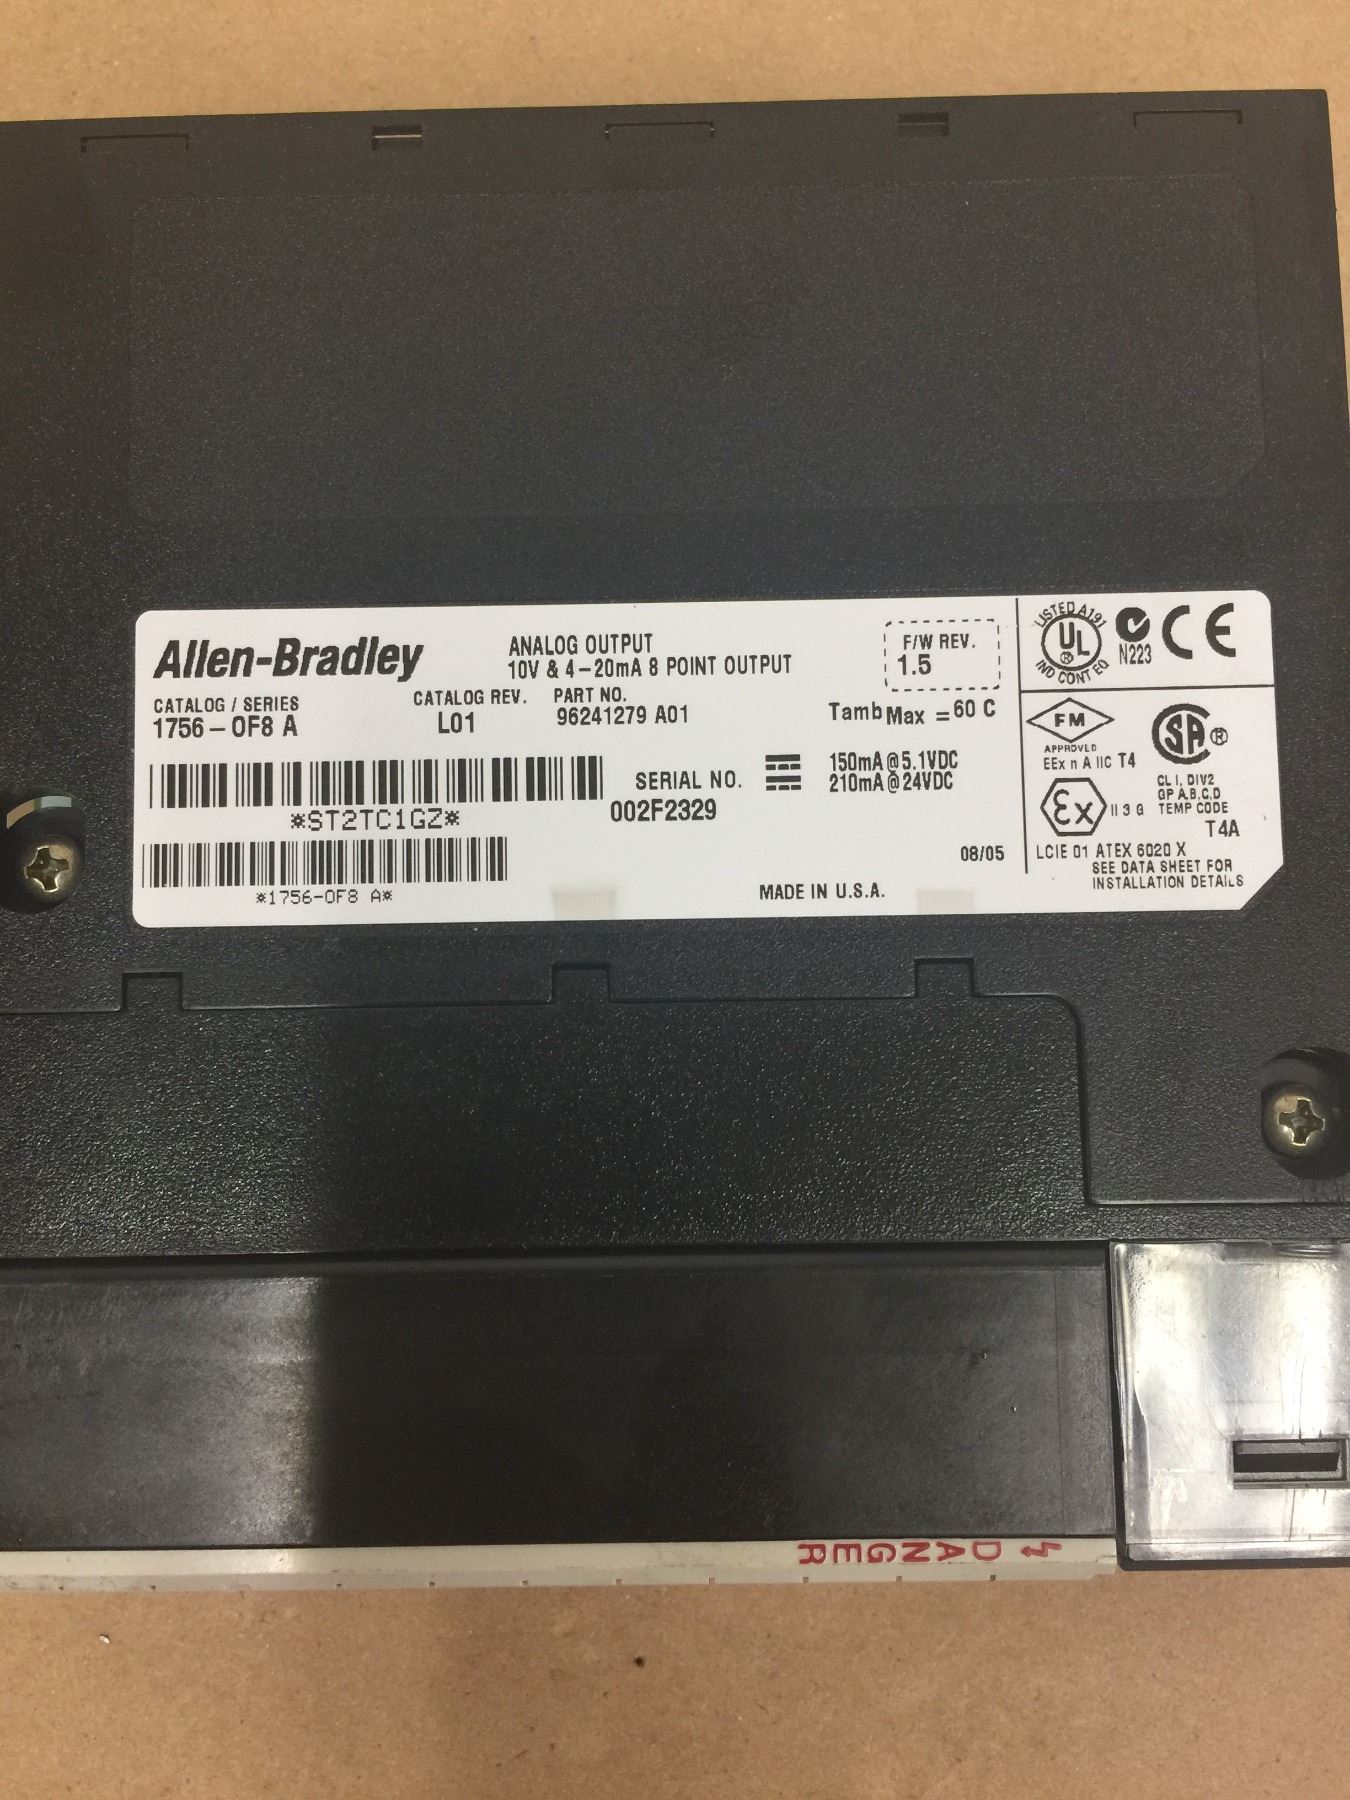 Allen-Bradley
ANALOG OUTPUT
10V & 4-20mA 8 POINT OUTPUT
F/W REV.
1.5
CATALOG / SERIES
1756-OF8 A
CATALOG REV.
L01
PART NO.
96241279 A01
Tamb Max = 60 C
SERIAL NO.
002F2329
150mA@5.1VDC
210mA@24VDC
*ST2TC1GZ*
*1756-OF8 A*
08/05
MADE IN U.S.A.
LISTED A191
UL
®
IND CONT EQ
N223
CE
FM
APPROVED
EEx n A IIC T4
SA ®
CL I, DIV2
GP A,B,C,D
TEMP CODE
T4A
Ex II 3 G
LCIE 01 ATEX 6020 X
SEE DATA SHEET FOR
INSTALLATION DETAILS
DANGER